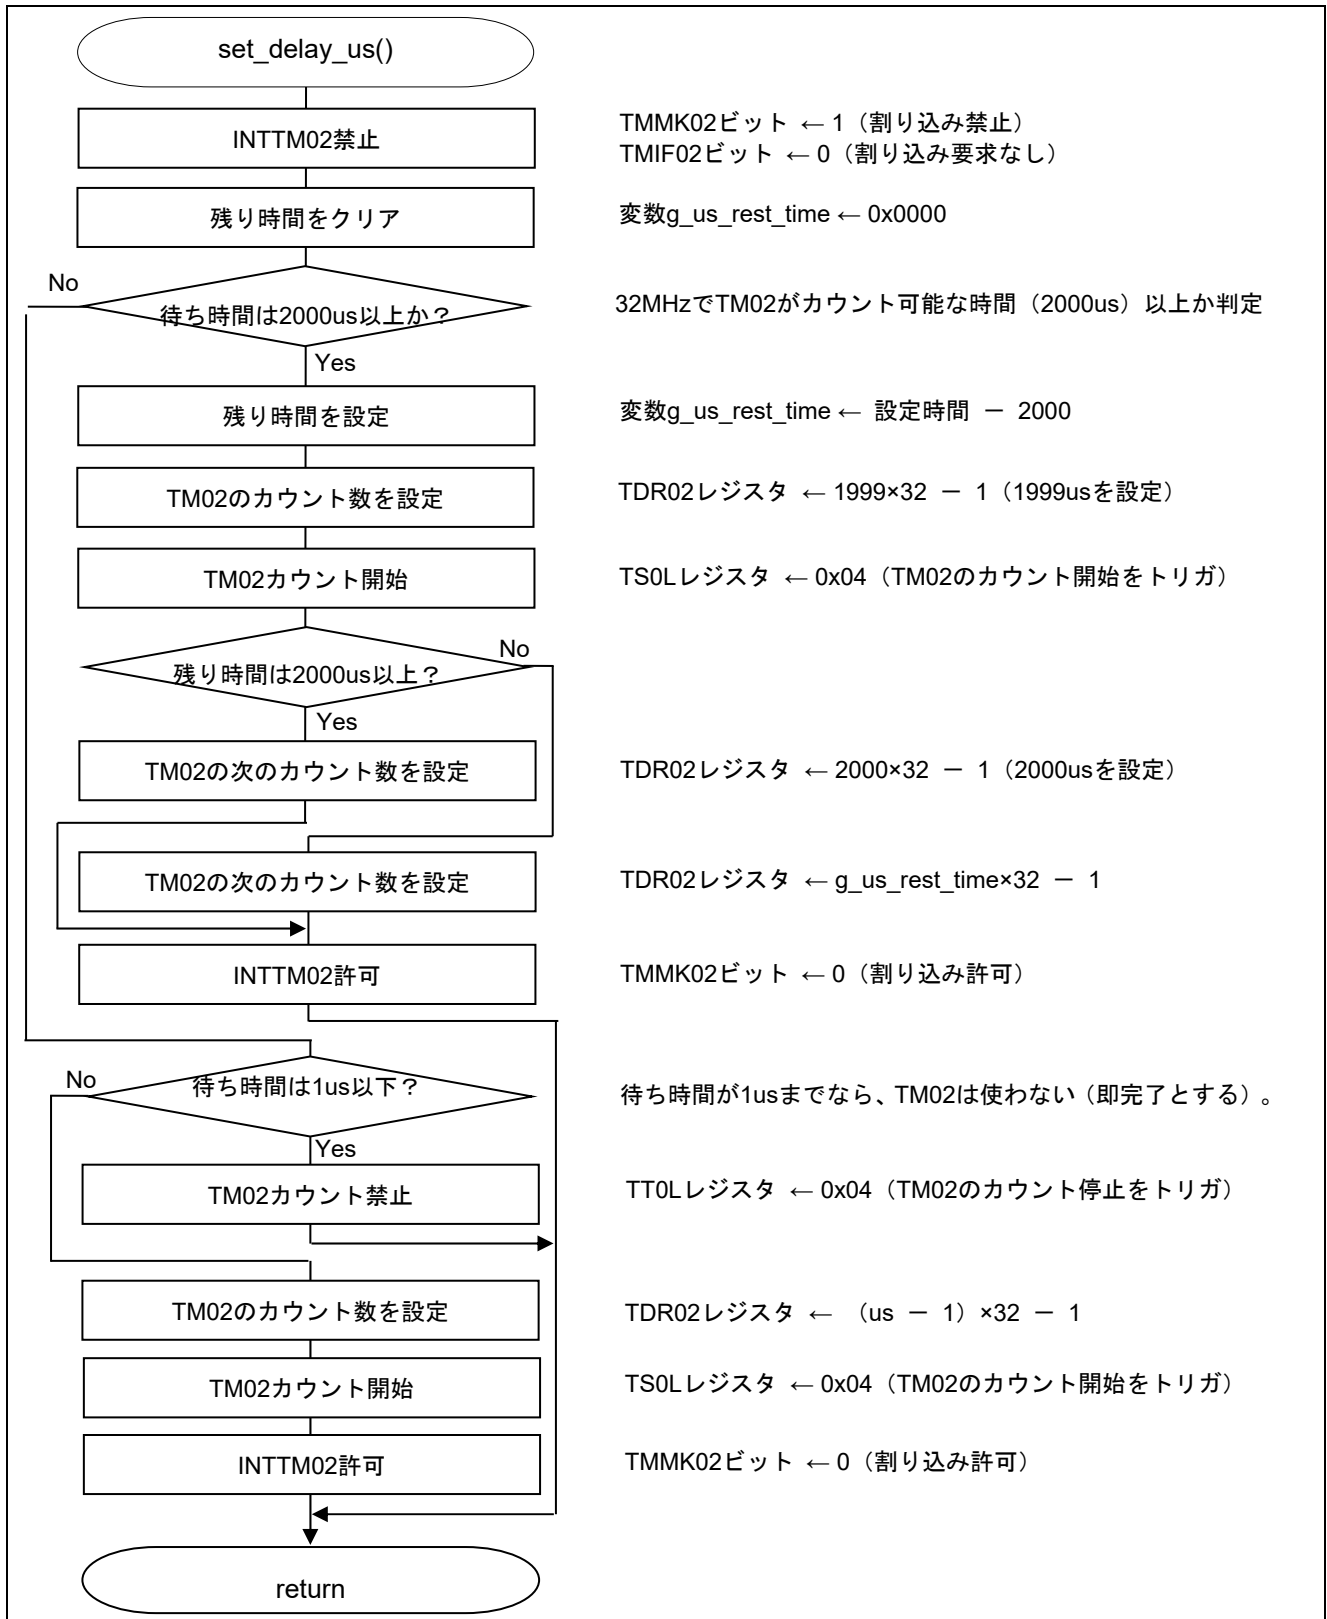 set_delay_us()
INTTM02禁止
TMMK02ビット ← 1（割り込み禁止）
TMIF02ビット ← 0（割り込み要求なし）
残り時間をクリア
変数g_us_rest_time ← 0x0000
No
待ち時間は2000us以上か？
32MHzでTM02がカウント可能な時間（2000us）以上か判定
Yes
残り時間を設定
変数g_us_rest_time ← 設定時間 － 2000
TM02のカウント数を設定
TDR02レジスタ ← 1999×32 － 1（1999usを設定）
TM02カウント開始
TS0Lレジスタ ← 0x04（TM02のカウント開始をトリガ）
No
残り時間は2000us以上？
Yes
TM02の次のカウント数を設定
TDR02レジスタ ← 2000×32 － 1（2000usを設定）
TM02の次のカウント数を設定
TDR02レジスタ ← g_us_rest_time×32 － 1
INTTM02許可
TMMK02ビット ← 0（割り込み許可）
No
待ち時間は1us以下？
待ち時間が1usまでなら、TM02は使わない（即完了とする）。
Yes
TM02カウント禁止
TT0Lレジスタ ← 0x04（TM02のカウント停止をトリガ）
TM02のカウント数を設定
TDR02レジスタ ← （us － 1）×32 － 1
TM02カウント開始
TS0Lレジスタ ← 0x04（TM02のカウント開始をトリガ）
INTTM02許可
TMMK02ビット ← 0（割り込み許可）
return